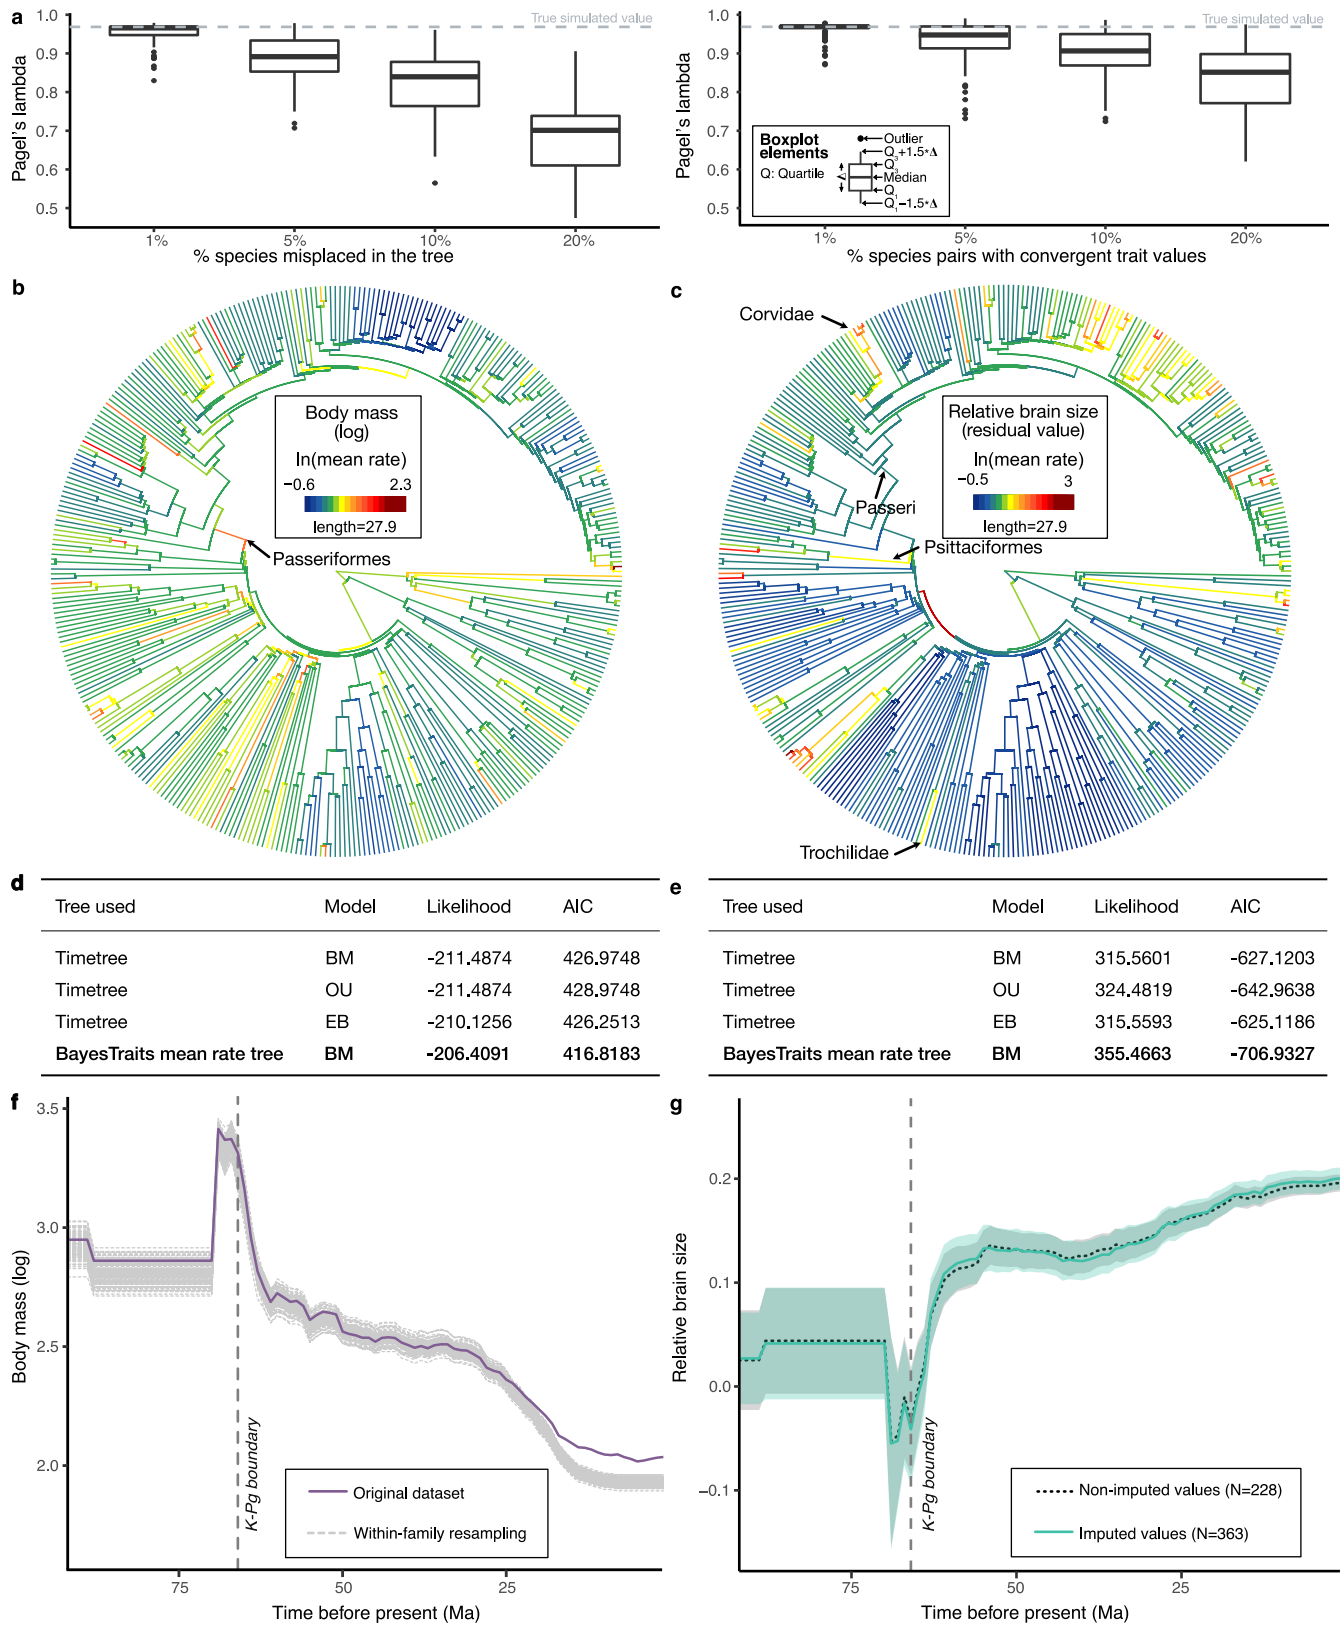 a
True simulated value
Pagel's lambda
1.0
0.9
0.8
0.7
0.6
0.5
1%
5%
10%
20%
% species misplaced in the tree
True simulated value
Pagel's lambda
1.0
0.9
0.8
0.7
0.6
0.5
Boxplot
elements
Q: Quartile
Outlier
Q3+1.5*Δ
Q3
Median
Q1
Q1−1.5*Δ
Δ
1%
5%
10%
20%
% species pairs with convergent trait values
b
Body mass
(log)
ln(mean rate)
−0.6
2.3
length=27.9
Passeriformes
c
Corvidae
Relative brain size
(residual value)
ln(mean rate)
−0.5
3
length=27.9
Passeri
Psittaciformes
Trochilidae
d
Tree used Model Likelihood AIC
Timetree BM -211.4874 426.9748
Timetree OU -211.4874 428.9748
Timetree EB -210.1256 426.2513
BayesTraits mean rate tree BM -206.4091 416.8183
e
Tree used Model Likelihood AIC
Timetree BM 315.5601 -627.1203
Timetree OU 324.4819 -642.9638
Timetree EB 315.5593 -625.1186
BayesTraits mean rate tree BM 355.4663 -706.9327
f
Body mass (log)
3.5
3.0
2.5
2.0
K-Pg boundary
Original dataset
Within-family resampling
75
50
25
Time before present (Ma)
g
Relative brain size
0.2
0.1
0.0
−0.1
K-Pg boundary
Non-imputed values (N=228)
Imputed values (N=363)
75
50
25
Time before present (Ma)